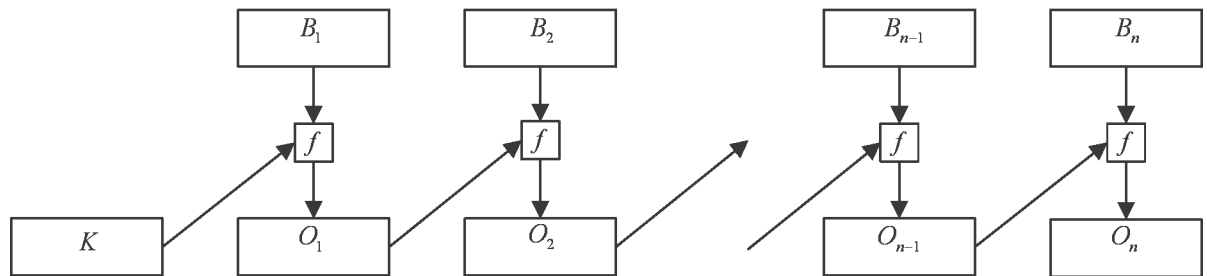 B₁ B₂ Bₙ₋₁ Bₙ
f f f f
K O₁ O₂ Oₙ₋₁ Oₙ